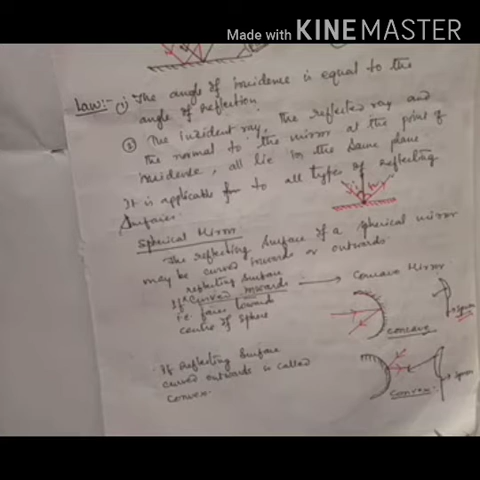 Made with KINEMASTER
Law:- (1) The angle of incidence is equal to the
angle of reflection.
(2) The incident ray, the reflected ray and
the normal to the mirror at the point of
incidence, all lie in the same plane
It is applicable to all types of reflecting
Surfaces.
Spherical Mirror
The reflecting surface of a spherical mirror
may be curved inwards or outwards.
reflecting surface
If curved inwards → Concave Mirror
i.e. faces towards
centre of sphere
concave
Spoon
If Reflecting Surface
curved outwards is called
Convex.
Convex
Spoon